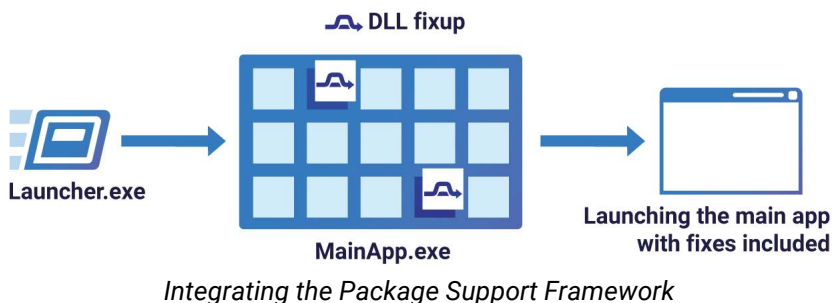 DLL fixup
Launcher.exe
MainApp.exe
Launching the main app
with fixes included
Integrating the Package Support Framework